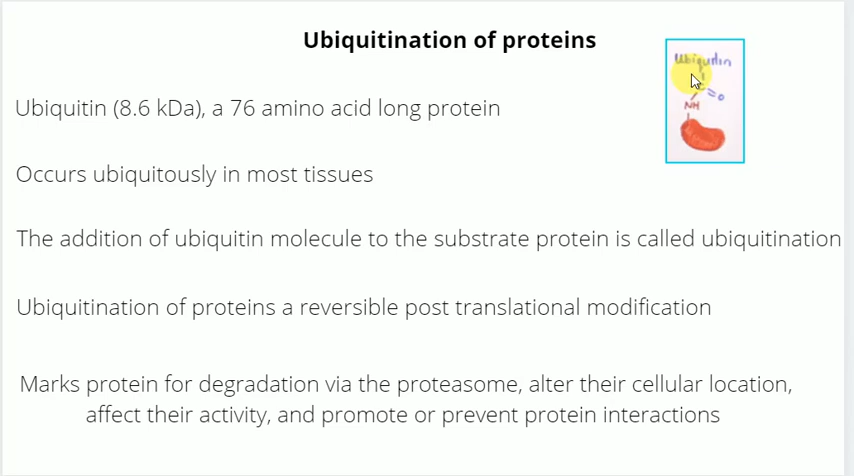 Ubiquitination of proteins
Ubiquitin
C
=O
NH
Ubiquitin (8.6 kDa), a 76 amino acid long protein
Occurs ubiquitously in most tissues
The addition of ubiquitin molecule to the substrate protein is called ubiquitination
Ubiquitination of proteins a reversible post translational modification
Marks protein for degradation via the proteasome, alter their cellular location,
affect their activity, and promote or prevent protein interactions